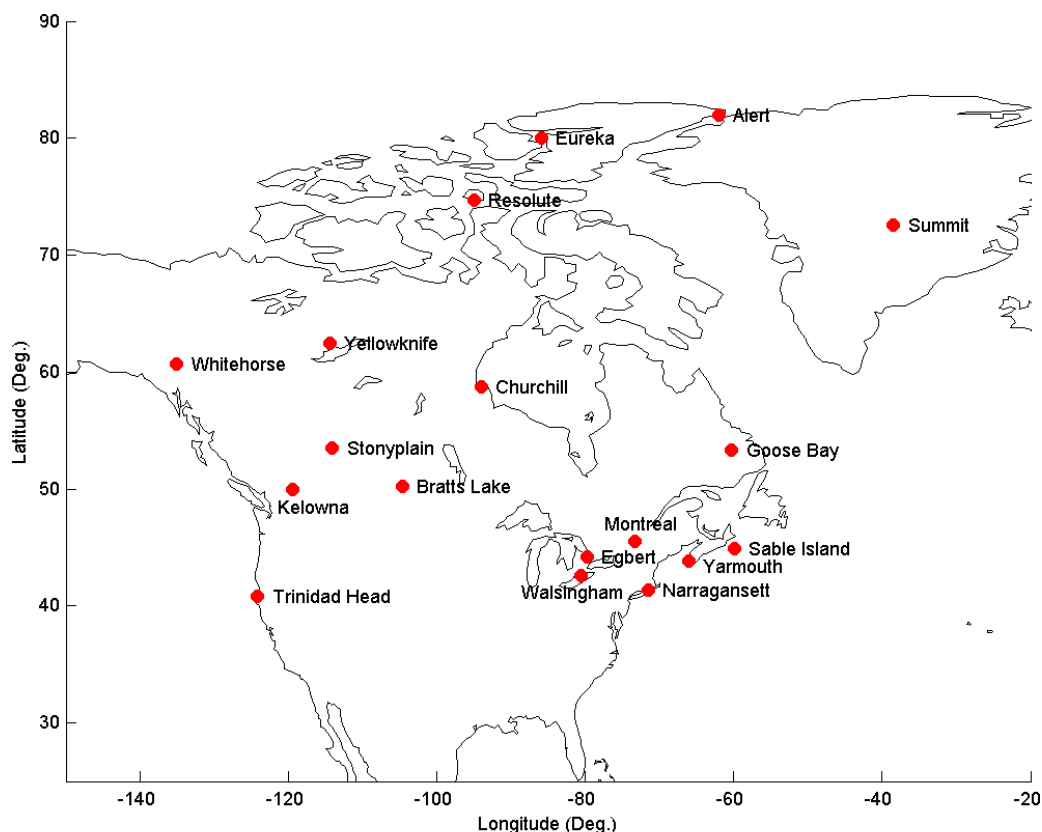 90
80
70
60
50
40
30
Latitude (Deg.)
Alert
Eureka
Resolute
Summit
Yellowknife
Whitehorse
Churchill
Stonyplain
Goose Bay
Bratts Lake
Kelowna
Montreal
Egbert
Sable Island
Yarmouth
Walsingham
Narragansett
Trinidad Head
-140
-120
-100
-80
-60
-40
-20
Longitude (Deg.)